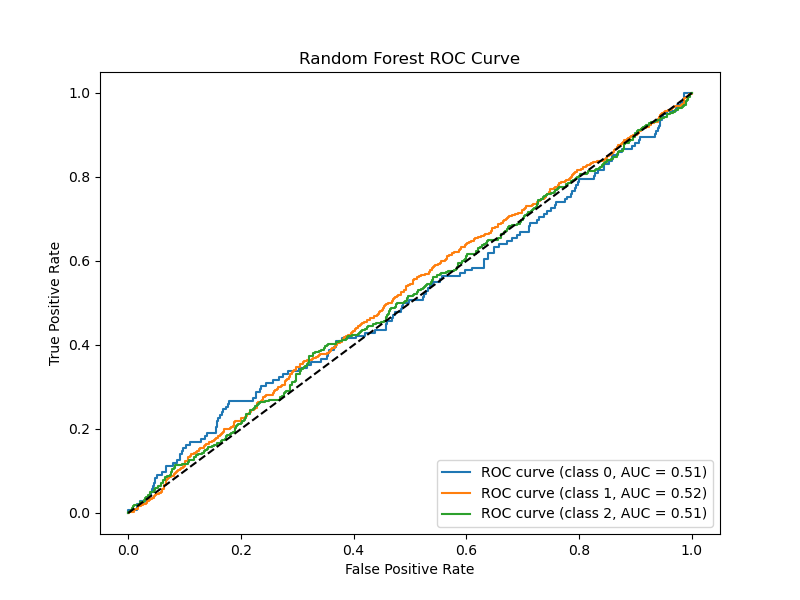 Random Forest ROC Curve
True Positive Rate
1.0
0.8
0.6
0.4
0.2
0.0
ROC curve (class 0, AUC = 0.51)
ROC curve (class 1, AUC = 0.52)
ROC curve (class 2, AUC = 0.51)
0.0 0.2 0.4 0.6 0.8 1.0
False Positive Rate